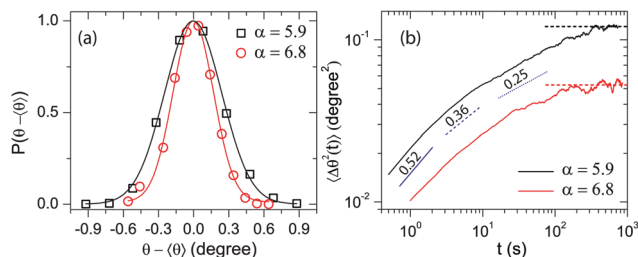 (a)
α = 5.9
α = 6.8
P(θ−⟨θ⟩)
1.0
0.5
0.0
-0.9 -0.6 -0.3 0.0 0.3 0.6 0.9
θ − ⟨θ⟩ (degree)
(b)
⟨Δθ²(t)⟩ (degree²)
10⁻¹
10⁻²
0.52
0.36
0.25
α = 5.9
α = 6.8
10⁰ 10¹ 10² 10³
t (s)